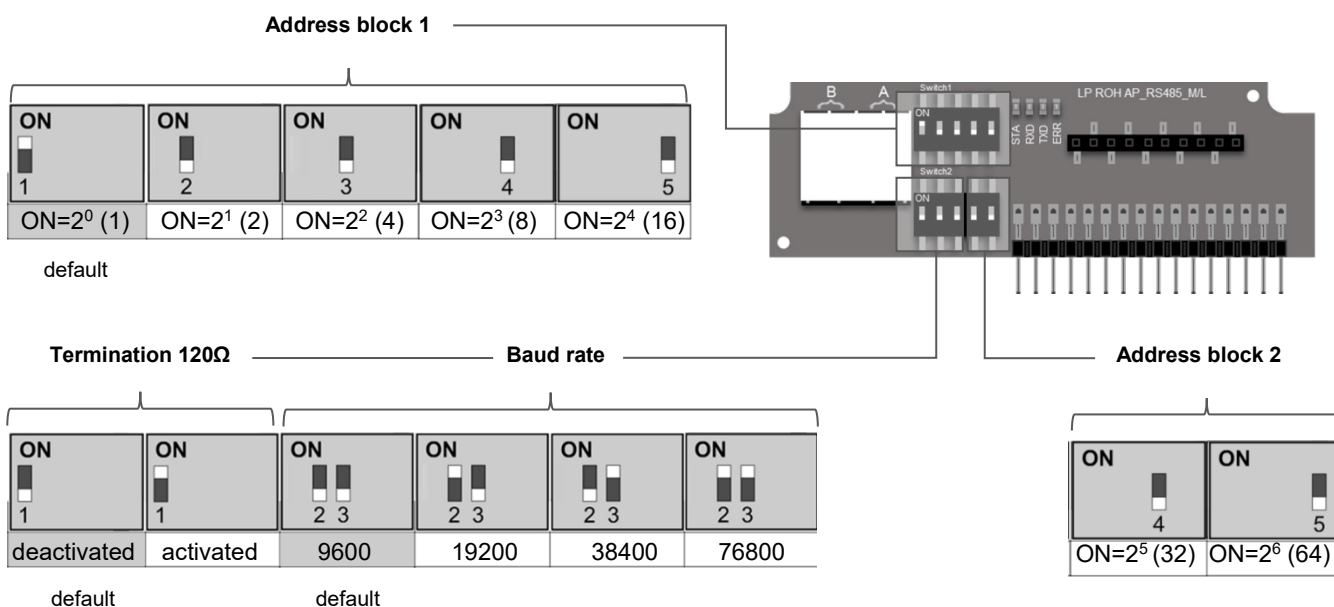 Address block 1
ON ON ON ON ON
1 2 3 4 5
ON=2⁰ (1) ON=2¹ (2) ON=2² (4) ON=2³ (8) ON=2⁴ (16)
default
B A Switch1 LP ROH AP_RS485_M/L
ON
STA RXD TXD ERR
Switch2
ON
Termination 120Ω Baud rate Address block 2
ON ON ON ON ON ON
1 1 2 3 2 3 2 3 2 3
deactivated activated 9600 19200 38400 76800
default default
ON ON
4 5
ON=2⁵ (32) ON=2⁶ (64)